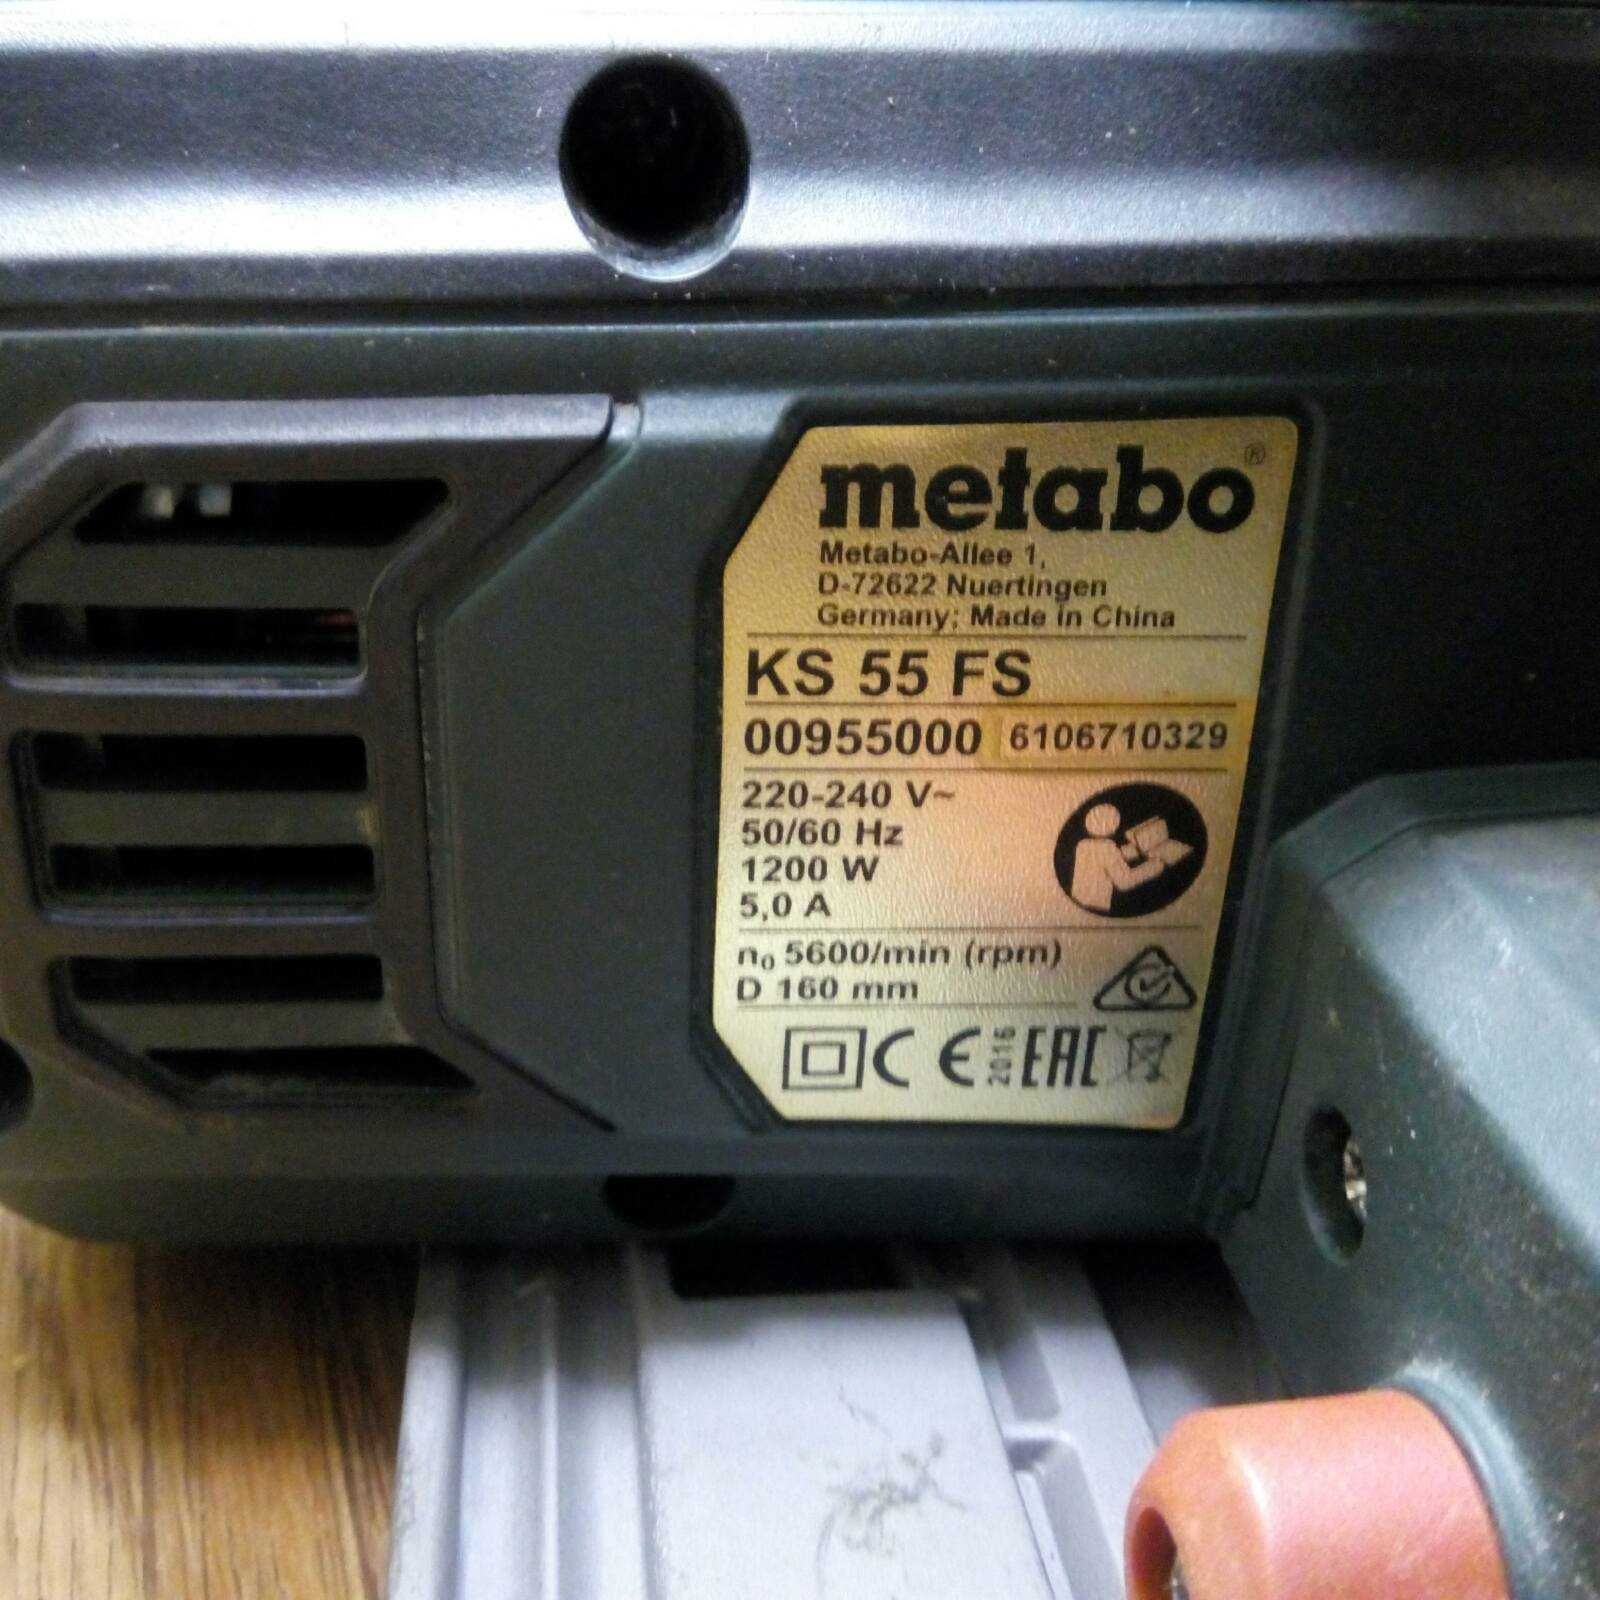 metabo®
Metabo-Allee 1,
D-72622 Nuertingen
Germany; Made in China
KS 55 FS
00955000 6106710329
220-240 V~
50/60 Hz
1200 W
5,0 A
n₀ 5600/min (rpm)
D 160 mm
CE 2016 EAC